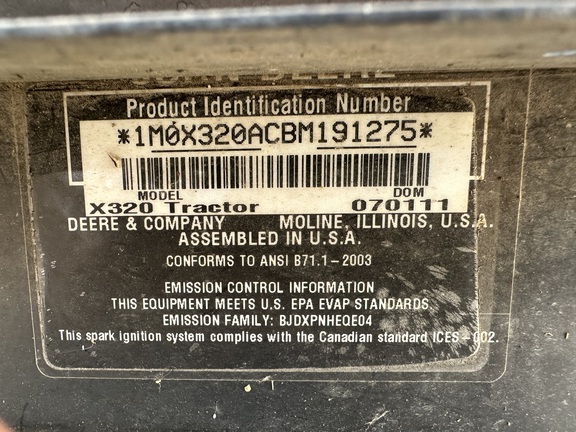 JOHN DEERE
Product Identification Number
*1M0X320ACBM191275*
MODEL DOM
X320 Tractor 070111
DEERE & COMPANY MOLINE, ILLINOIS, U.S.A.
ASSEMBLED IN U.S.A.
CONFORMS TO ANSI B71.1-2003
EMISSION CONTROL INFORMATION
THIS EQUIPMENT MEETS U.S. EPA EVAP STANDARDS
EMISSION FAMILY: BJDXPNHEQE04
This spark ignition system complies with the Canadian standard ICES-002.